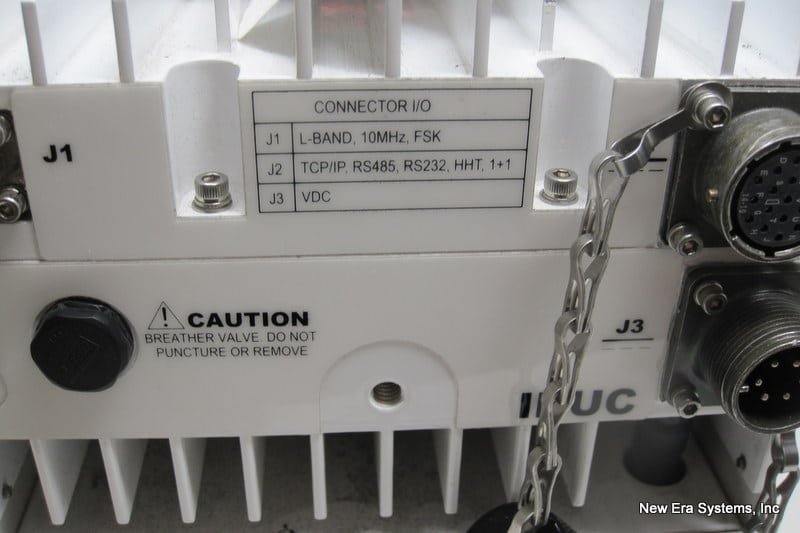 CONNECTOR I/O
J1 L-BAND, 10MHz, FSK
J2 TCP/IP, RS485, RS232, HHT, 1+1
J3 VDC
J1
CAUTION
BREATHER VALVE. DO NOT
PUNCTURE OR REMOVE
J3
UC
New Era Systems, Inc